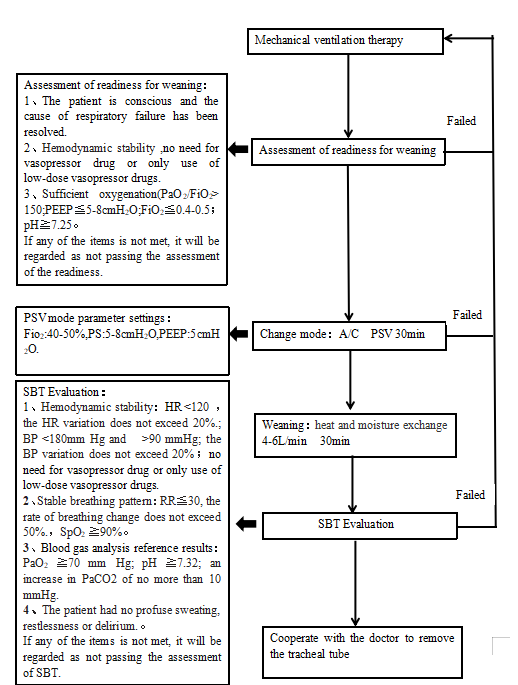 Mechanical ventilation therapy
Assessment of readiness for weaning：
1、The patient is conscious and the
cause of respiratory failure has been
resolved.
2、Hemodynamic stability ,no need for
vasopressor drug or only use of
low-dose vasopressor drugs.
3、Sufficient oxygenation(PaO₂/FiO₂>
150;PEEP≦5-8cmH₂O;FiO₂≦0.4-0.5；
pH≧7.25。
If any of the items is not met, it will be
regarded as not passing the assessment
of the readiness.
Failed
Assessment of readiness for weaning
PSV mode parameter settings：
Fio₂:40-50%,PS:5-8cmH₂O,PEEP:5cmH
₂O.
Failed
Change mode：A/C PSV 30min
SBT Evaluation：
1、Hemodynamic stability：HR<120，
the HR variation does not exceed 20%.;
BP <180mm Hg and >90 mmHg; the
BP variation does not exceed 20%；no
need for vasopressor drug or only use of
low-dose vasopressor drugs.
2、Stable breathing pattern: RR≦30, the
rate of breathing change does not exceed
50%.，SpO₂ ≧90%。
3、Blood gas analysis reference results:
PaO₂ ≧70 mm Hg; pH ≧7.32; an
increase in PaCO2 of no more than 10
mmHg.
4、The patient had no profuse sweating,
restlessness or delirium.。
If any of the items is not met, it will be
regarded as not passing the assessment
of SBT.
Weaning：heat and moisture exchange
4-6L/min 30min
Failed
SBT Evaluation
Cooperate with the doctor to remove
the tracheal tube